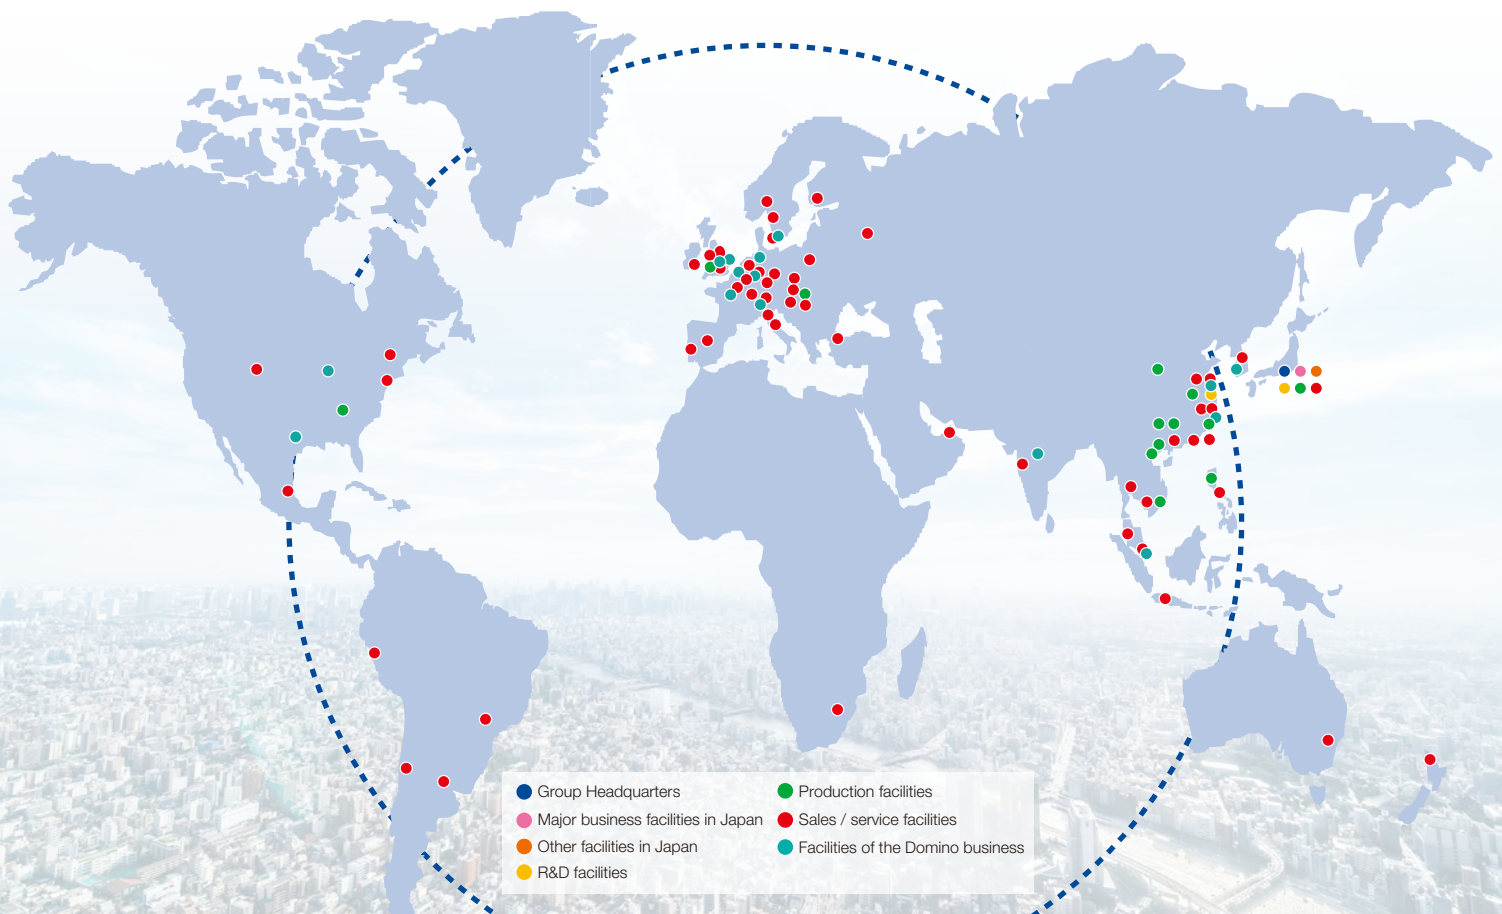 Group Headquarters
Major business facilities in Japan
Other facilities in Japan
R&D facilities
Production facilities
Sales / service facilities
Facilities of the Domino business